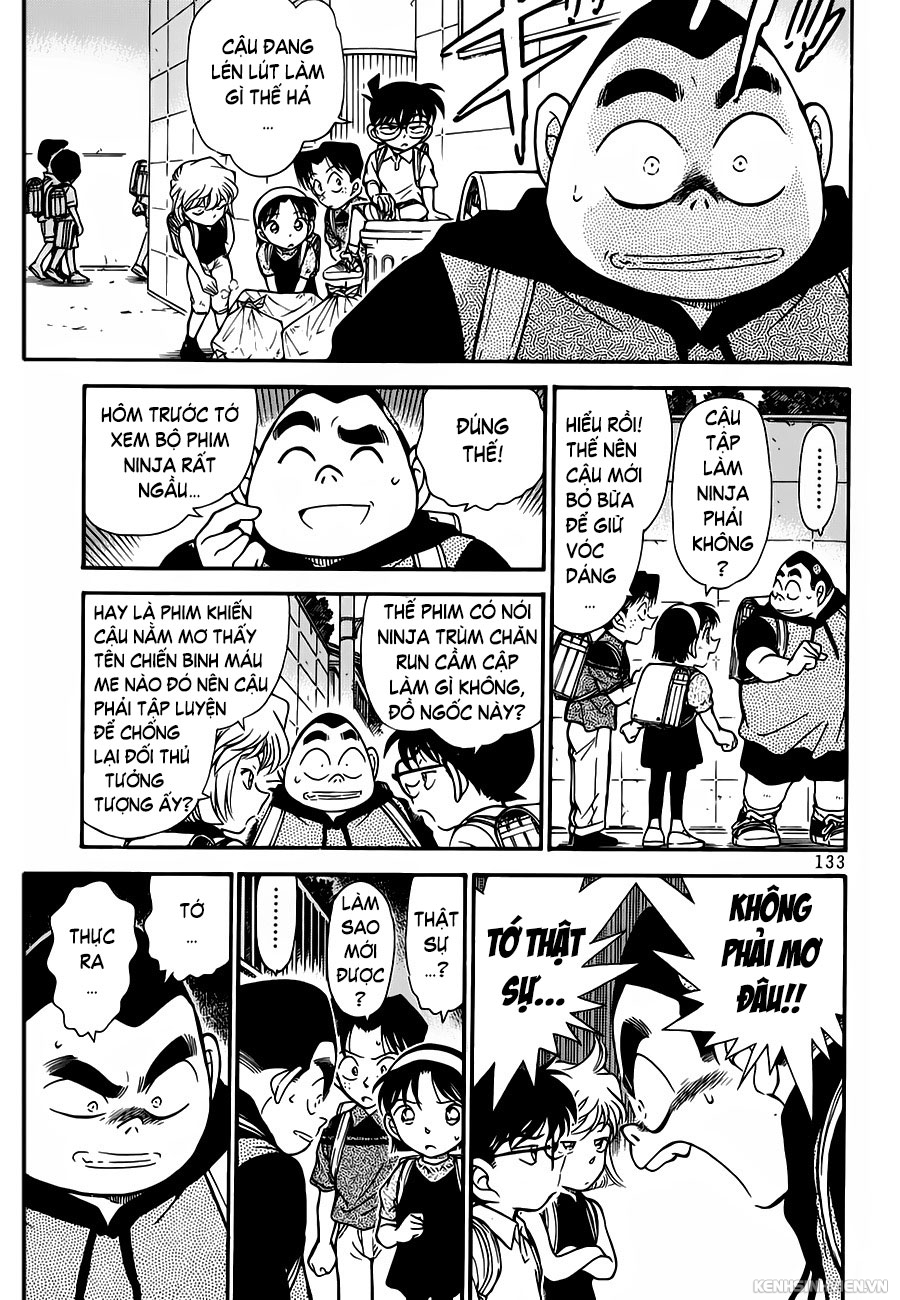 CẬU ĐANG
LÉN LÚT LÀM
GÌ THẾ HẢ
...
.........
CẬU
TẬP
LÀM
NINJA
PHẢI
KHÔNG
?
HIỂU RỒI!
THẾ NÊN
CẬU MỚI
BỎ BỮA
ĐỂ GIỮ
VÓC
DÁNG
...
ĐÚNG
THẾ!
HÔM TRƯỚC TỚ
XEM BỘ PHIM
NINJA RẤT
NGẦU...
THẾ PHIM CÓ NÓI
NINJA TRÙM CHĂN
RUN CẦM CẬP
LÀM GÌ KHÔNG,
ĐỒ NGỐC NÀY?
HAY LÀ PHIM KHIẾN
CẬU NẰM MƠ THẤY
TÊN CHIẾN BINH MÁU
ME NÀO ĐÓ NÊN CẬU
PHẢI TẬP LUYỆN
ĐỂ CHỐNG
LẠI ĐỐI THỦ
TƯỞNG
TƯỢNG ẤY?
133
KHÔNG
PHẢI MƠ
ĐÂU!!
TỚ THẬT
SỰ...
THẬT
SỰ
...?
LÀM
SAO
MỚI
ĐƯỢC
?
.........
TỚ
...
THỰC
RA
...